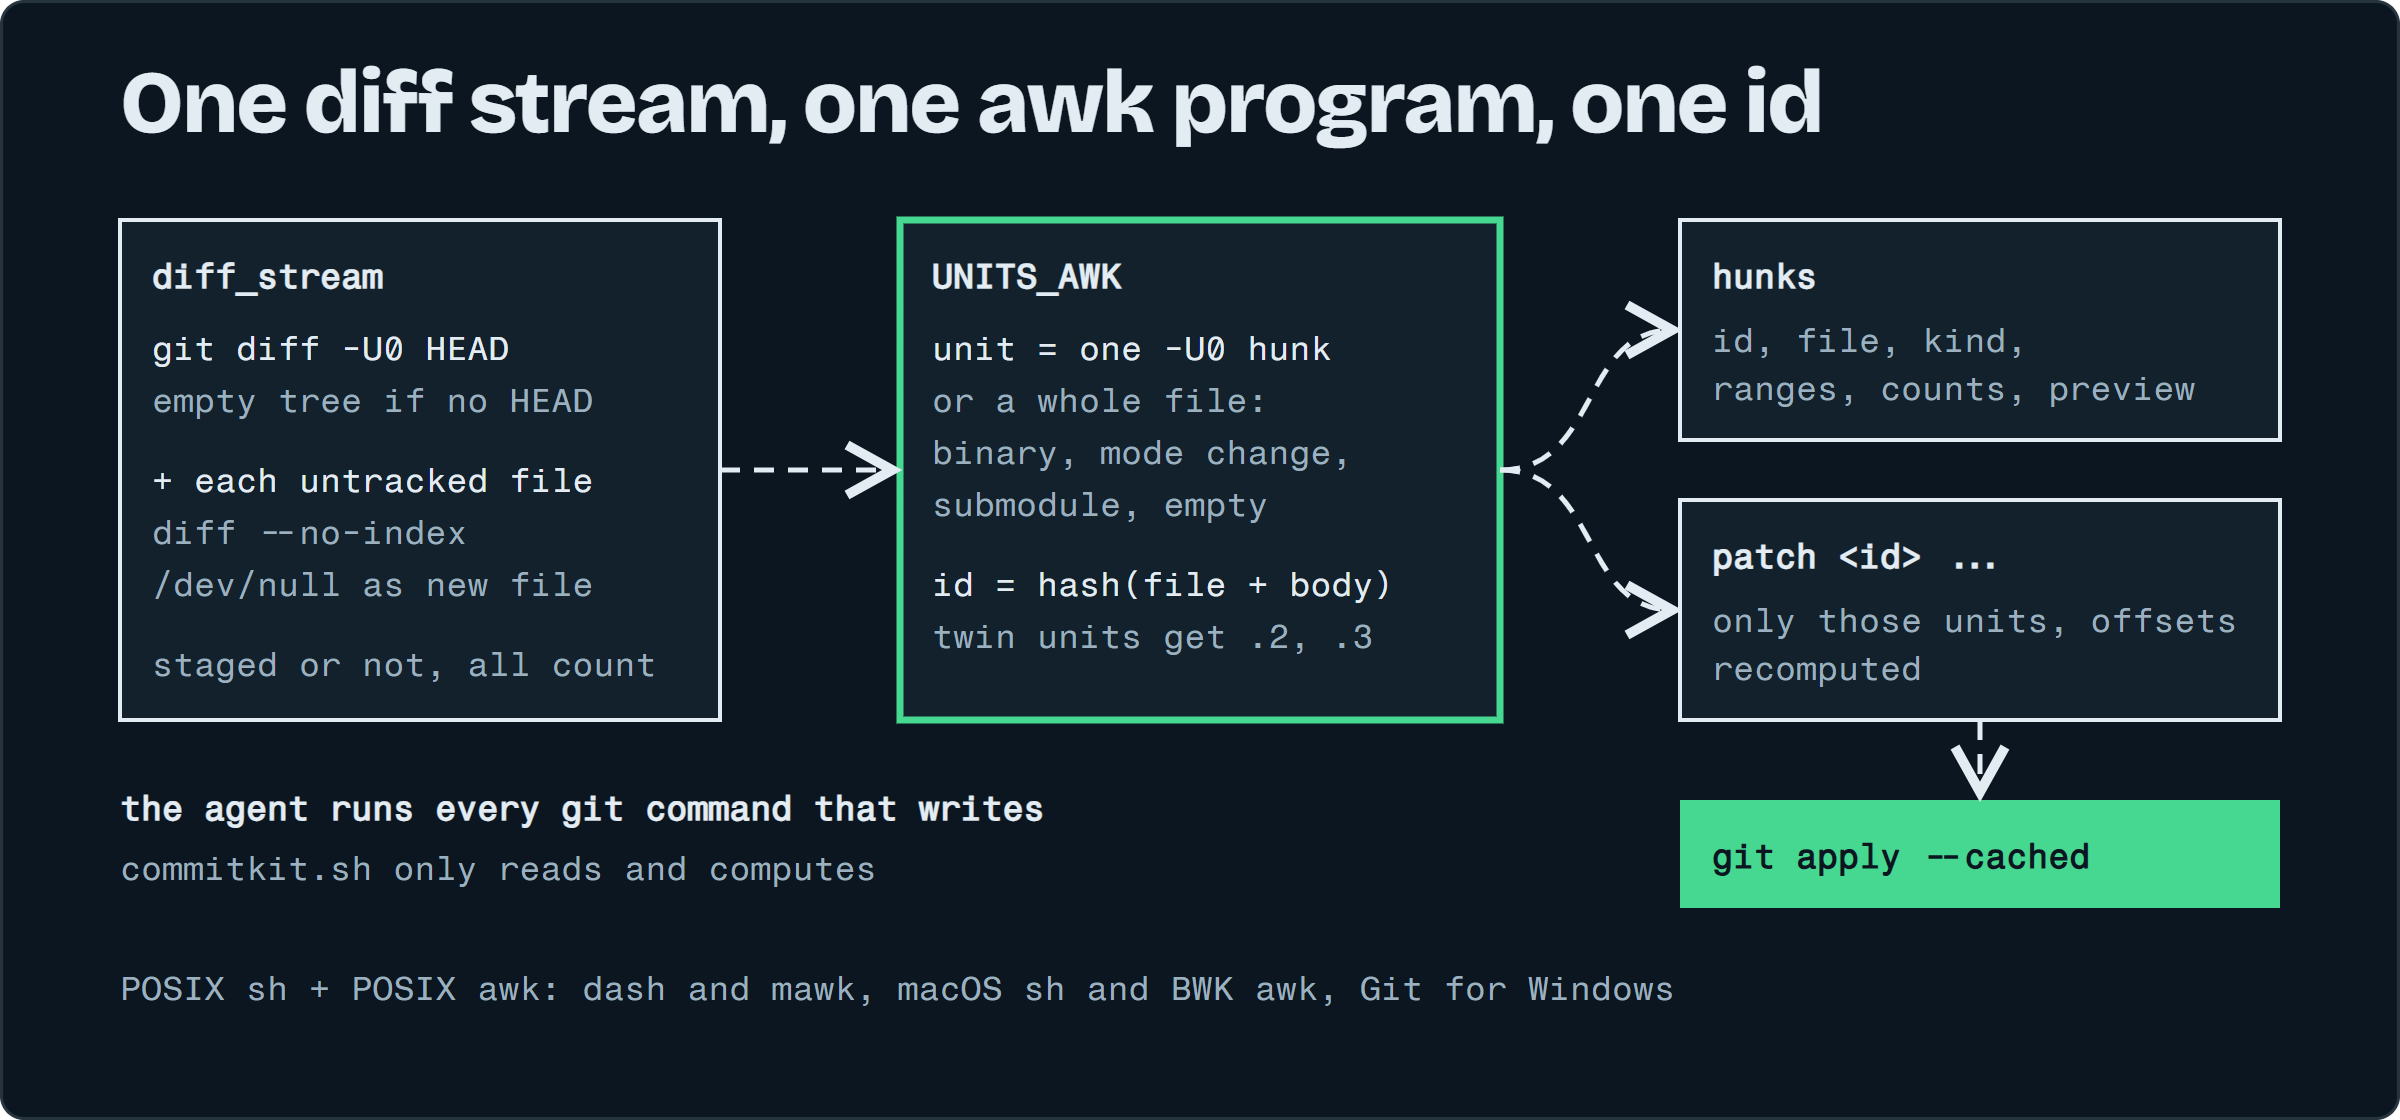 One diff stream, one awk program, one id
diff_stream
git diff -U0 HEAD
empty tree if no HEAD
+ each untracked file
diff --no-index
/dev/null as new file
staged or not, all count
UNITS_AWK
unit = one -U0 hunk
or a whole file:
binary, mode change,
submodule, empty
id = hash(file + body)
twin units get .2, .3
hunks
id, file, kind,
ranges, counts, preview
patch <id> ...
only those units, offsets
recomputed
git apply --cached
the agent runs every git command that writes
commitkit.sh only reads and computes
POSIX sh + POSIX awk: dash and mawk, macOS sh and BWK awk, Git for Windows